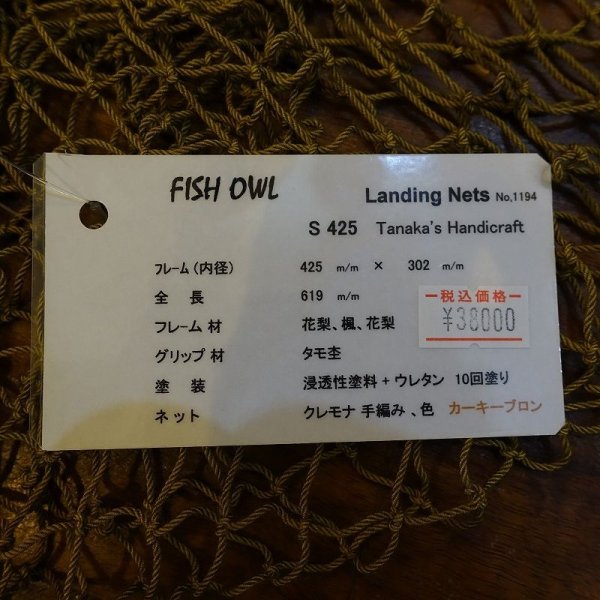 FISH OWL
Landing Nets No.1194
S 425 Tanaka's Handicraft
フレーム (内径) 425 m/m × 302 m/m
全 長 619 m/m
ー税込価格ー
¥38000
フレーム 材 花梨、楓、花梨
グリップ 材 タモ杢
塗 装 浸透性塗料 + ウレタン 10回塗り
ネット クレモナ 手編み 、色 カーキーブロン